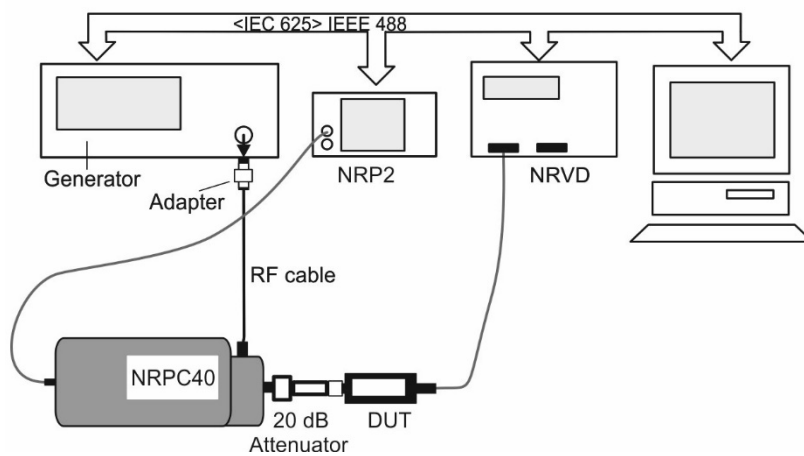 <IEC 625> IEEE 488
Generator
Adapter
NRP2
NRVD
RF cable
NRPC40
20 dB
Attenuator
DUT